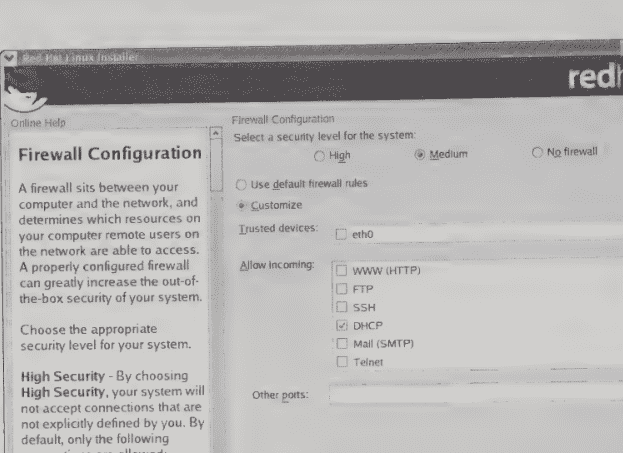 Red Hat Linux Installer
redh
Online Help
Firewall Configuration
A firewall sits between your
computer and the network, and
determines which resources on
your computer remote users on
the network are able to access.
A properly configured firewall
can greatly increase the out-of-
the-box security of your system.
Choose the appropriate
security level for your system.
High Security - By choosing
High Security, your system will
not accept connections that are
not explicitly defined by you. By
default, only the following
Firewall Configuration
Select a security level for the system:
High Medium No firewall
Use default firewall rules
Customize
Trusted devices: eth0
Allow incoming: WWW (HTTP)
FTP
SSH
DHCP
Mail (SMTP)
Telnet
Other ports: